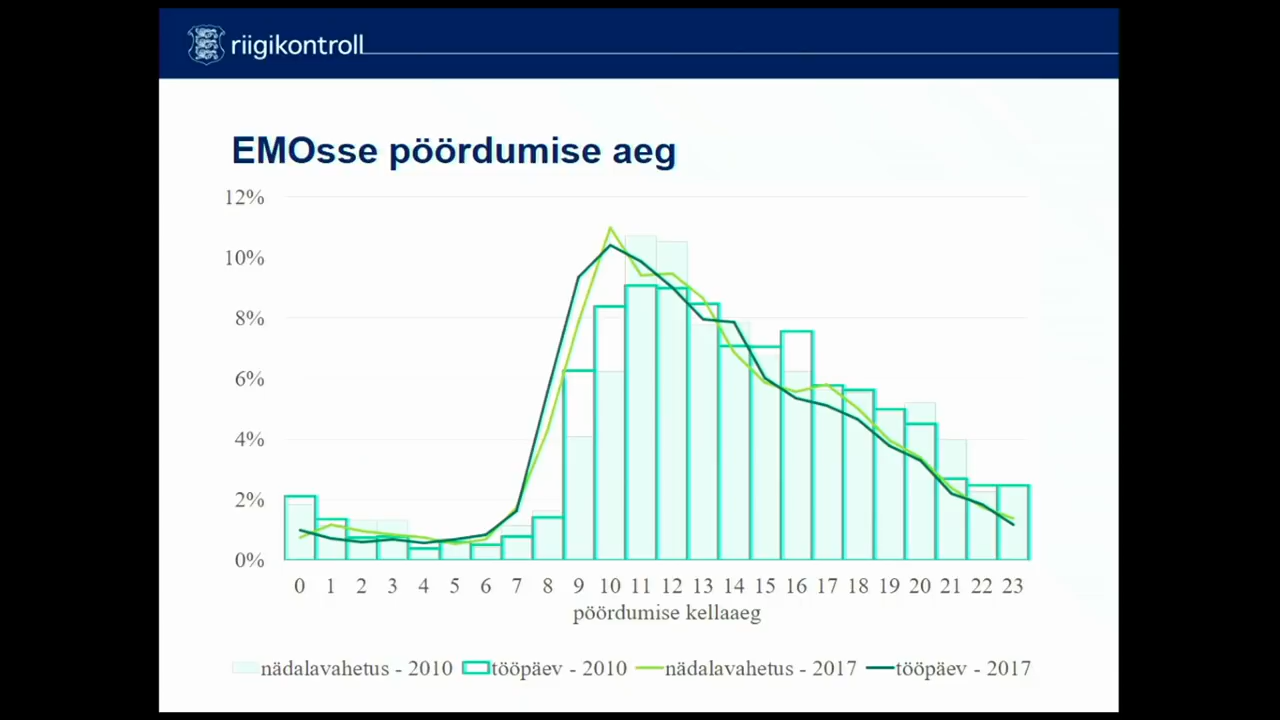 riigikontroll
EMOsse pöördumise aeg
12%
10%
8%
6%
4%
2%
0%
0 1 2 3 4 5 6 7 8 9 10 11 12 13 14 15 16 17 18 19 20 21 22 23
pöördumise kellaaeg
nädalavahetus - 2010 tööpäev - 2010 nädalavahetus - 2017 tööpäev - 2017